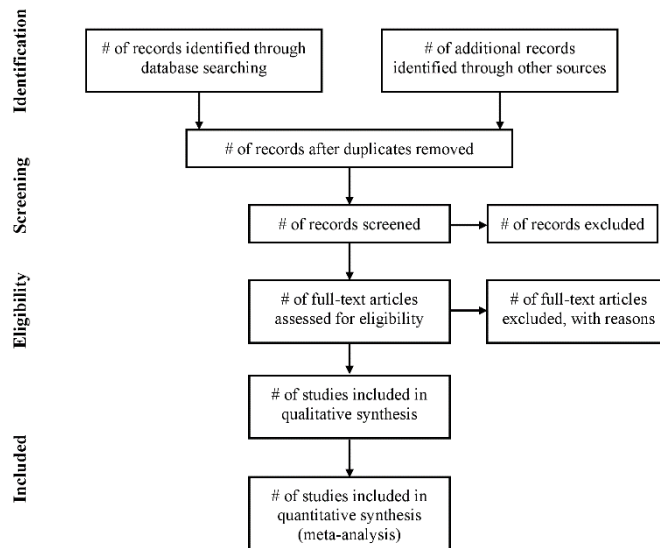 Identification
# of records identified through
database searching
# of additional records
identified through other sources
Screening
# of records after duplicates removed
# of records screened
# of records excluded
Eligibility
# of full-text articles
assessed for eligibility
# of full-text articles
excluded, with reasons
Included
# of studies included in
qualitative synthesis
# of studies included in
quantitative synthesis
(meta-analysis)